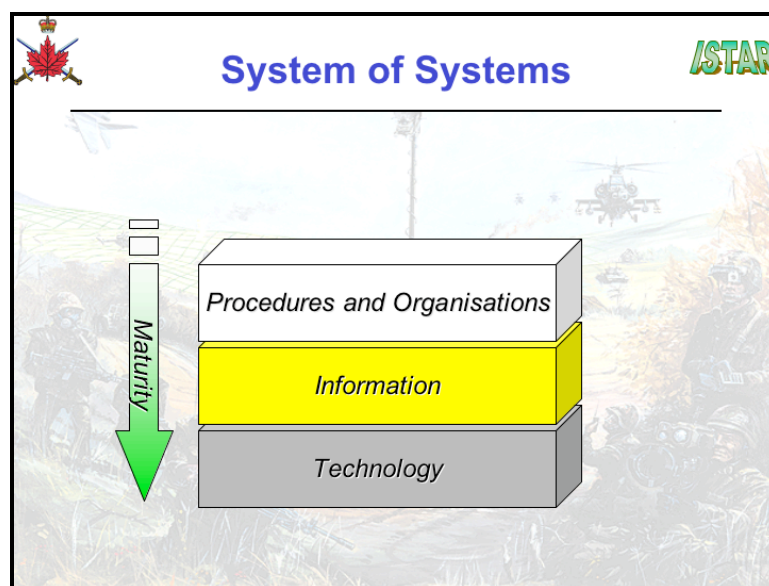 System of Systems
ISTAR
Maturity
Procedures and Organisations
Information
Technology